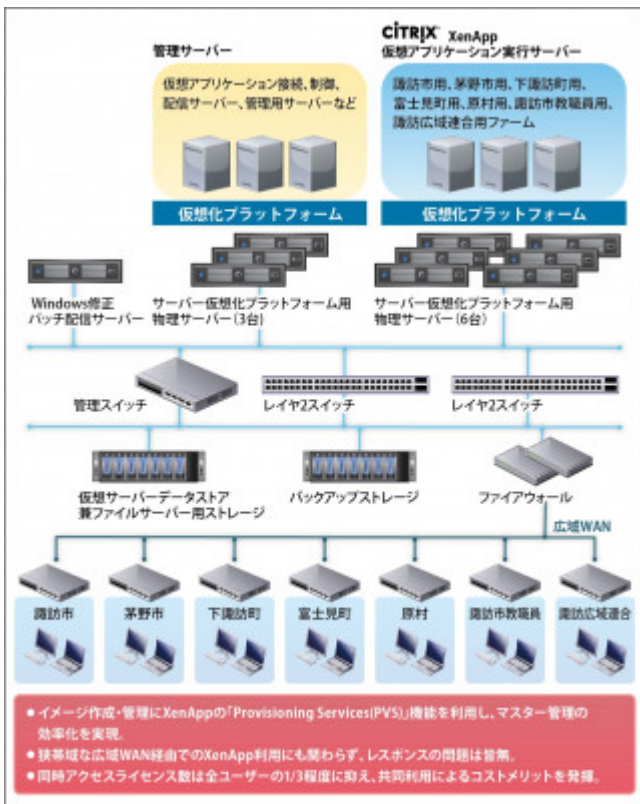 管理サーバー
仮想アプリケーション接続、制御、
配信サーバー、管理用サーバーなど
仮想化プラットフォーム
CITRIX XenApp
仮想アプリケーション実行サーバー
諏訪市用、茅野市用、下諏訪町用、
富士見町用、原村用、諏訪市教職員用、
諏訪広域連合用ファーム
仮想化プラットフォーム
Windows修正
パッチ配信サーバー
サーバー仮想化プラットフォーム用
物理サーバー(3台)
サーバー仮想化プラットフォーム用
物理サーバー(6台)
管理スイッチ
レイヤ2スイッチ
レイヤ2スイッチ
仮想サーバーデータストア
兼ファイルサーバー用ストレージ
バックアップストレージ
ファイアウォール
広域WAN
諏訪市
茅野市
下諏訪町
富士見町
原村
諏訪市教職員
諏訪広域連合
●イメージ作成・管理にXenAppの「Provisioning Services(PVS)」機能を利用し、マスター管理の
効率化を実現。
●狭帯域な広域WAN経由でのXenApp利用にも関わらず、レスポンスの問題は皆無。
●同時アクセスライセンス数は全ユーザーの1/3程度に抑え、共同利用によるコストメリットを発揮。